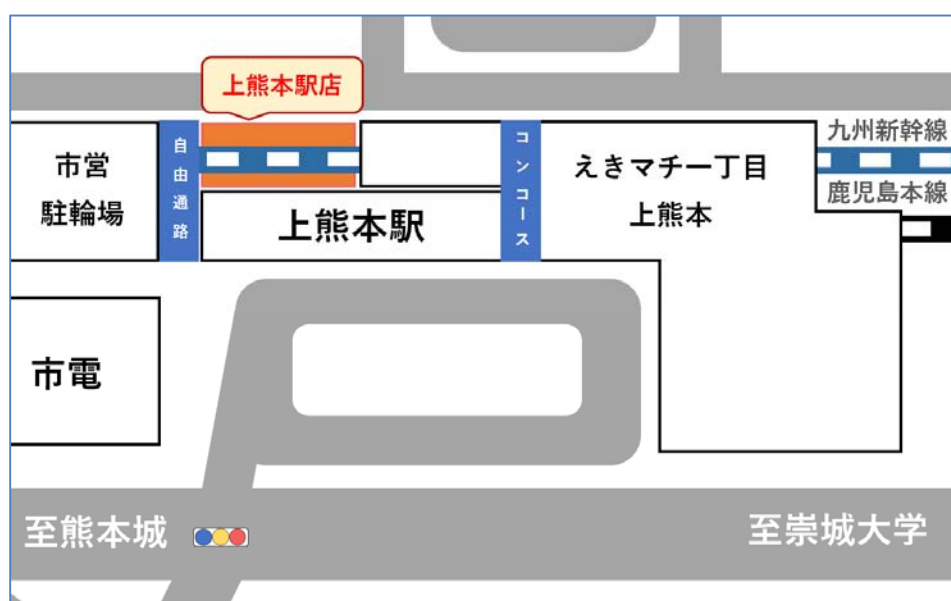 上熊本駅店
九州新幹線
鹿児島本線
市営
駐輪場
自由通路
コンコース
えきマチ一丁目
上熊本
上熊本駅
市電
至熊本城
至崇城大学